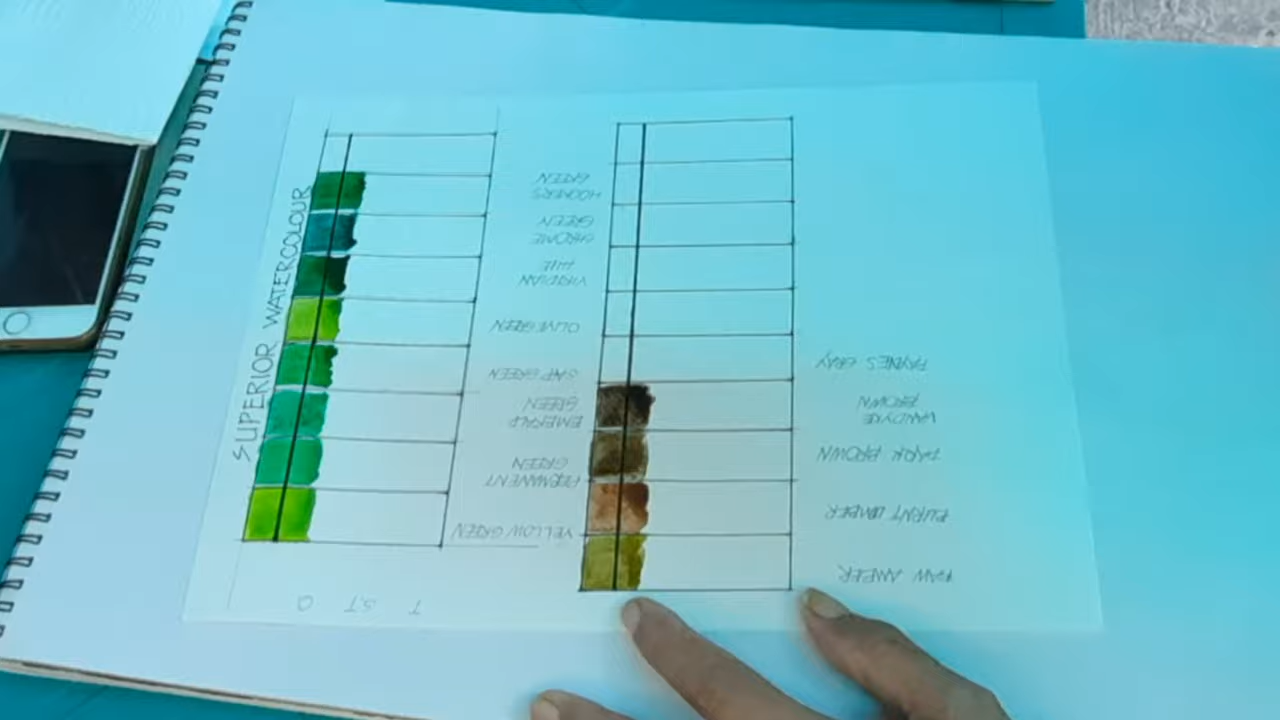 SUPERIOR WATERCOLOUR
T S.T O
YELLOW GREEN
PERMANENT
GREEN
EMERALD
GREEN
SAP GREEN
OLIVE GREEN
VIRIDIAN
HUE
CHROME
GREEN
HOOKERS
GREEN
RAW AMBER
BURNT UMBER
DARK BROWN
VANDYKE
BROWN
PAYNES GRAY